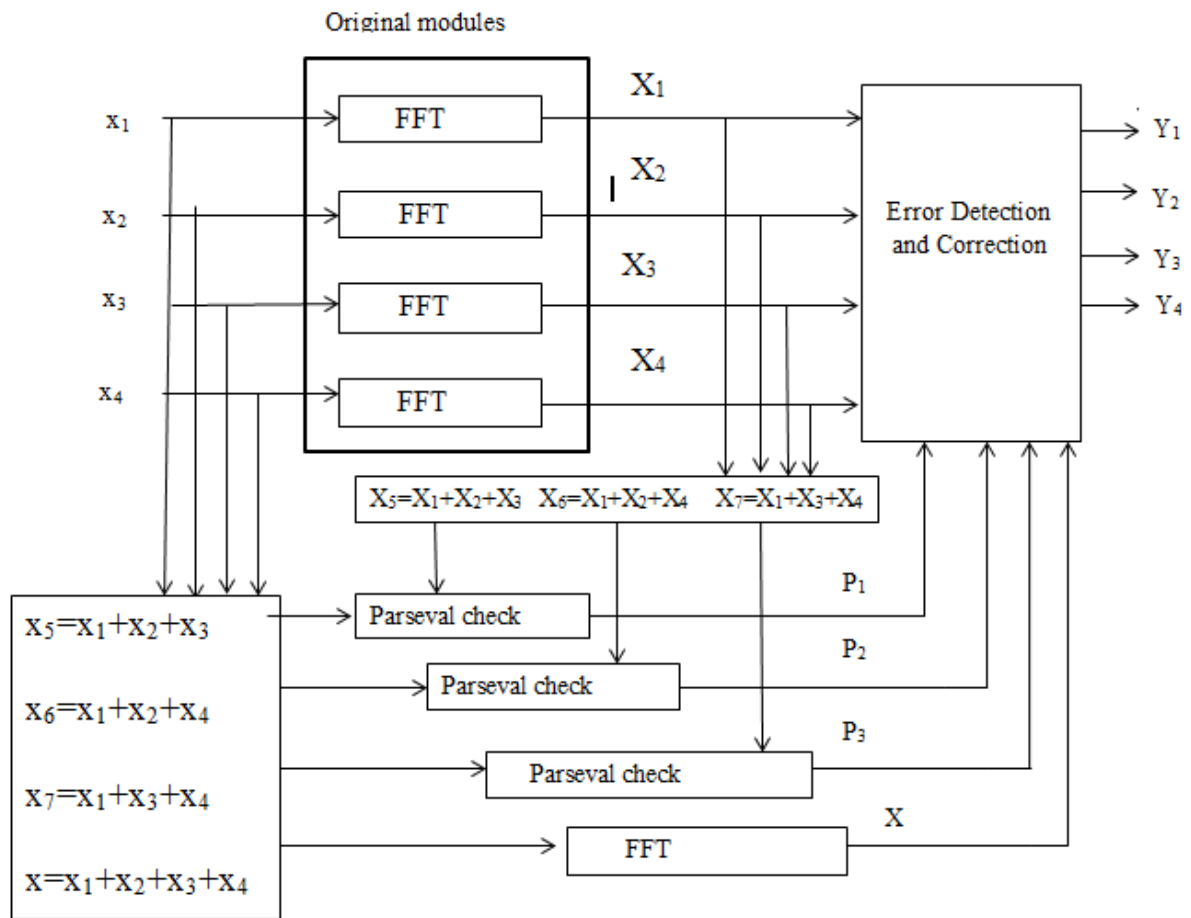 Original modules
x₁
FFT
X₁
Y₁
x₂
FFT
X₂
Y₂
Error Detection
and Correction
x₃
FFT
X₃
Y₃
x₄
FFT
X₄
Y₄
X₅=X₁+X₂+X₃ X₆=X₁+X₂+X₄ X₇=X₁+X₃+X₄
x₅=x₁+x₂+x₃
Parseval check
P₁
x₆=x₁+x₂+x₄
Parseval check
P₂
x₇=x₁+x₃+x₄
Parseval check
P₃
x=x₁+x₂+x₃+x₄
FFT
X